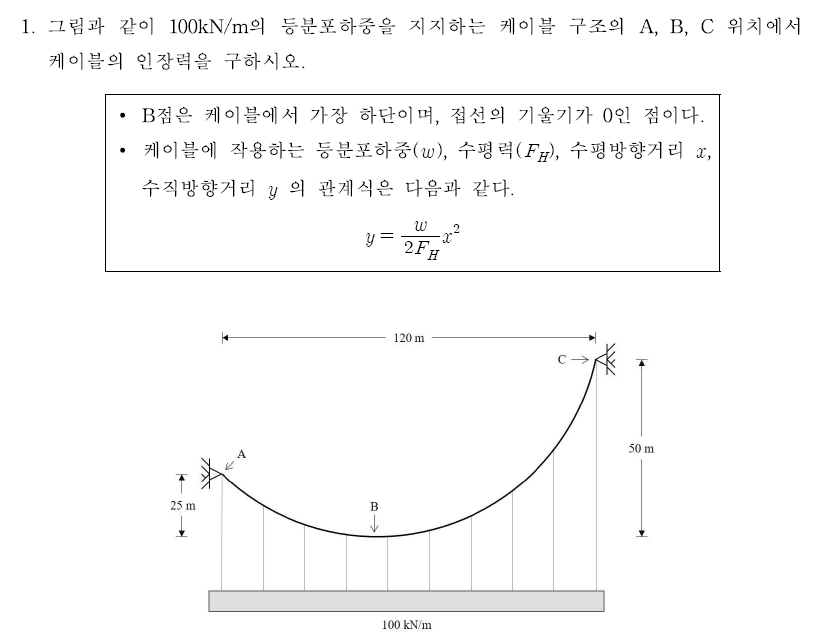 1. 그림과 같이 100kN/m의 등분포하중을 지지하는 케이블 구조의 A, B, C 위치에서
케이블의 인장력을 구하시오.
• B점은 케이블에서 가장 하단이며, 접선의 기울기가 0인 점이다.
• 케이블에 작용하는 등분포하중(w), 수평력(F_H), 수평방향거리 x,
수직방향거리 y 의 관계식은 다음과 같다.
y = \frac{w}{2F_H}x^2
120 m
C
50 m
A
25 m
B
100 kN/m